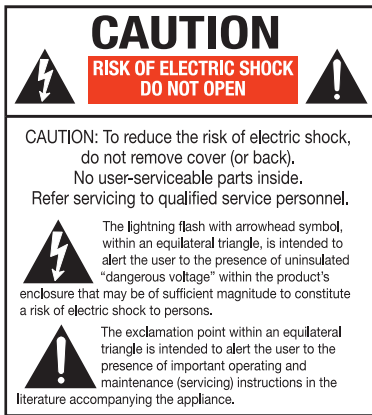 CAUTION
RISK OF ELECTRIC SHOCK
DO NOT OPEN
CAUTION: To reduce the risk of electric shock,
do not remove cover (or back).
No user-serviceable parts inside.
Refer servicing to qualified service personnel.
The lightning flash with arrowhead symbol,
within an equilateral triangle, is intended to
alert the user to the presence of uninsulated
“dangerous voltage” within the product’s
enclosure that may be of sufficient magnitude to constitute
a risk of electric shock to persons.
The exclamation point within an equilateral
triangle is intended to alert the user to the
presence of important operating and
maintenance (servicing) instructions in the
literature accompanying the appliance.